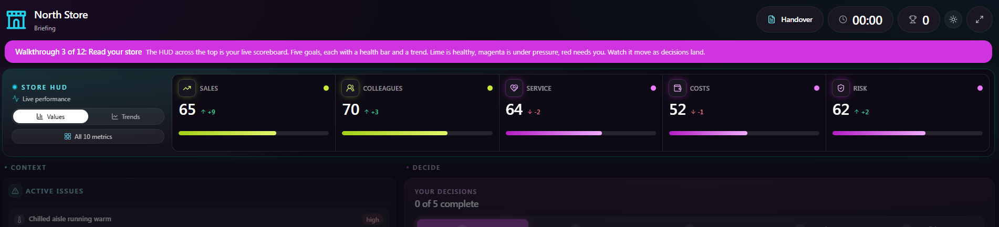 North Store
Briefing
Handover
00:00
0
Walkthrough 3 of 12: Read your store The HUD across the top is your live scoreboard. Five goals, each with a health bar and a trend. Lime is healthy, magenta is under pressure, red needs you. Watch it move as decisions land.
STORE HUD
Live performance
Values
Trends
All 10 metrics
SALES
65 ↑ +9
COLLEAGUES
70 ↑ +3
SERVICE
64 ↓ -2
COSTS
52 ↓ -1
RISK
62 ↑ +2
CONTEXT
ACTIVE ISSUES
Chilled aisle running warm
high
DECIDE
YOUR DECISIONS
0 of 5 complete